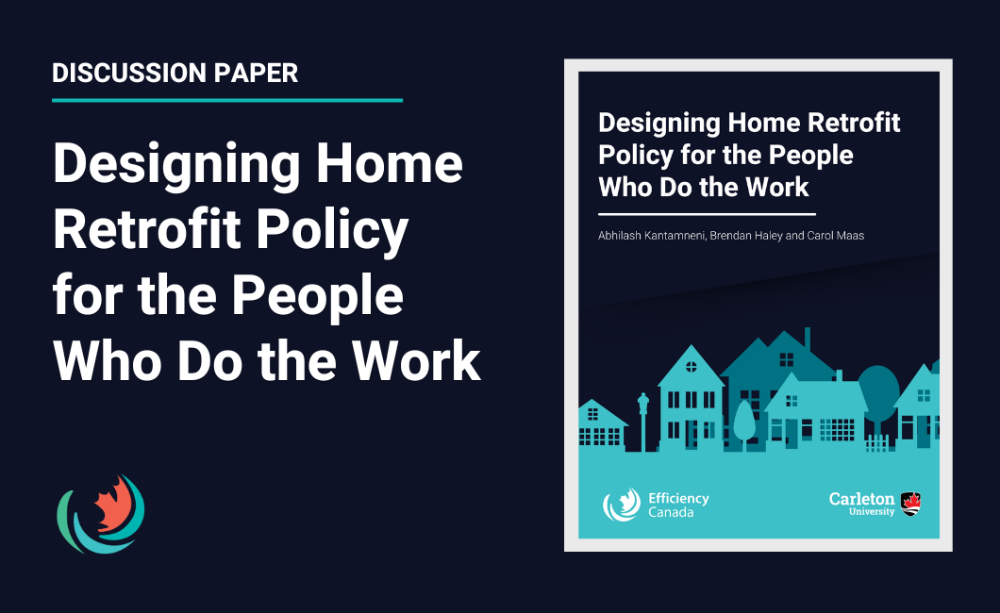 DISCUSSION PAPER
Designing Home
Retrofit Policy
for the People
Who Do the Work
Designing Home Retrofit
Policy for the People
Who Do the Work
Abhilash Kantamneni, Brendan Haley and Carol Maas
Efficiency
Canada
Carleton
University